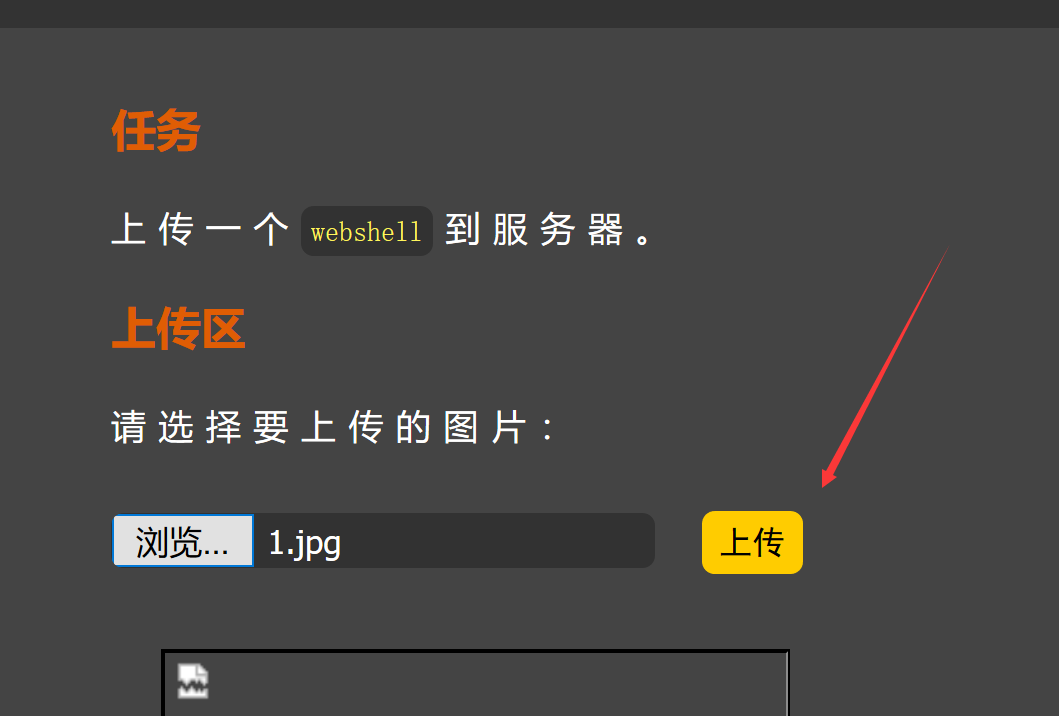 任务
上传一个 webshell 到服务器。
上传区
请选择要上传的图片：
浏览... 1.jpg 上传